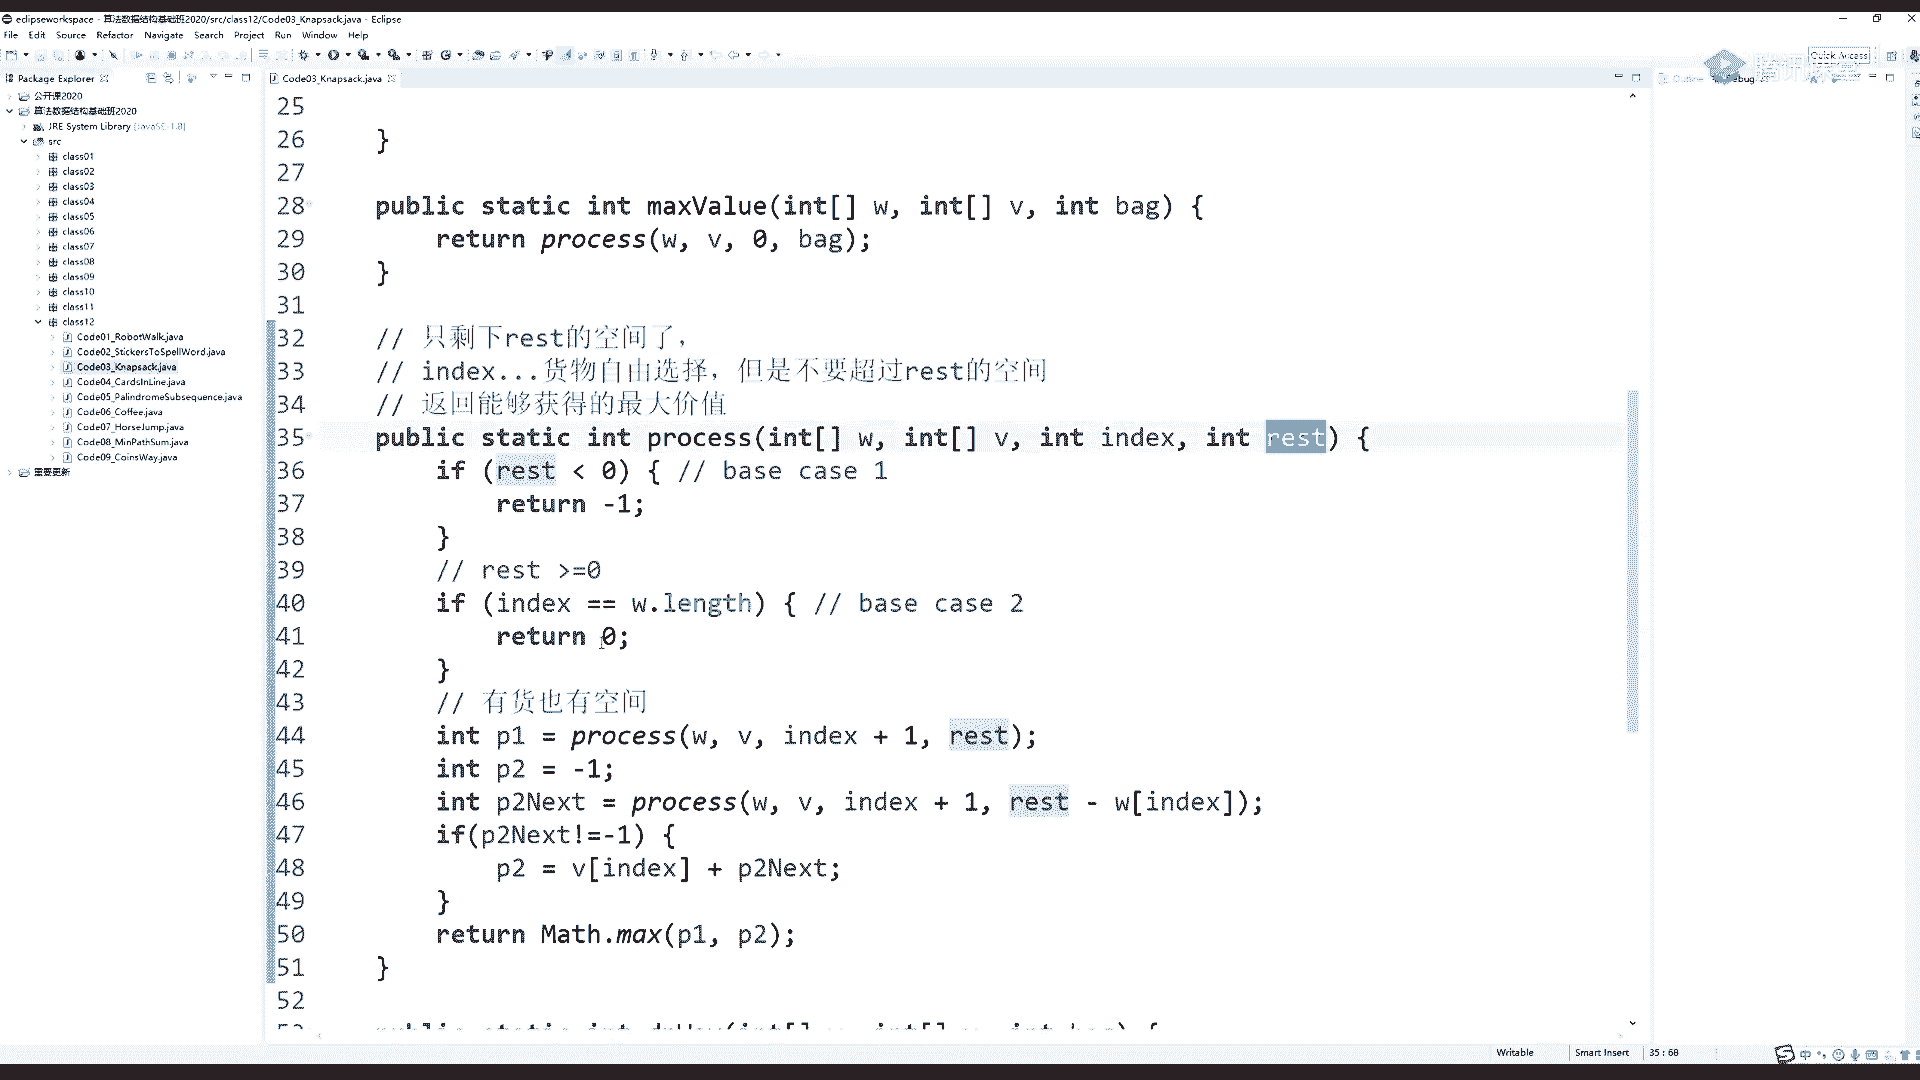 eclipseworkspace - 算法数据结构基础班2020/src/class12/Code03_Knapsack.java - Eclipse
File Edit Source Refactor Navigate Search Project Run Window Help
Quick Access
Package Explorer
Code03_Knapsack.java
Outline
Debug
公开课2020
算法数据结构基础班2020
JRE System Library [JavaSE-1.8]
src
class01
class02
class03
class04
class05
class06
class07
class08
class09
class10
class11
class12
Code01_RobotWalk.java
Code02_StickersToSpellWord.java
Code03_Knapsack.java
Code04_CardsInLine.java
Code05_PalindromeSubsequence.java
Code06_Coffee.java
Code07_HorseJump.java
Code08_MinPathSum.java
Code09_CoinsWay.java
重要更新
25
26 }
27
28 public static int maxValue(int[] w, int[] v, int bag) {
29 return process(w, v, 0, bag);
30 }
31
32 // 只剩下rest的空间了，
33 // index...货物自由选择，但是不要超过rest的空间
34 // 返回能够获得的最大价值
35 public static int process(int[] w, int[] v, int index, int rest) {
36 if (rest < 0) { // base case 1
37 return -1;
38 }
39 // rest >=0
40 if (index == w.length) { // base case 2
41 return 0;
42 }
43 // 有货也有空间
44 int p1 = process(w, v, index + 1, rest);
45 int p2 = -1;
46 int p2Next = process(w, v, index + 1, rest - w[index]);
47 if(p2Next!=-1) {
48 p2 = v[index] + p2Next;
49 }
50 return Math.max(p1, p2);
51 }
52
Writable Smart Insert 35 : 68